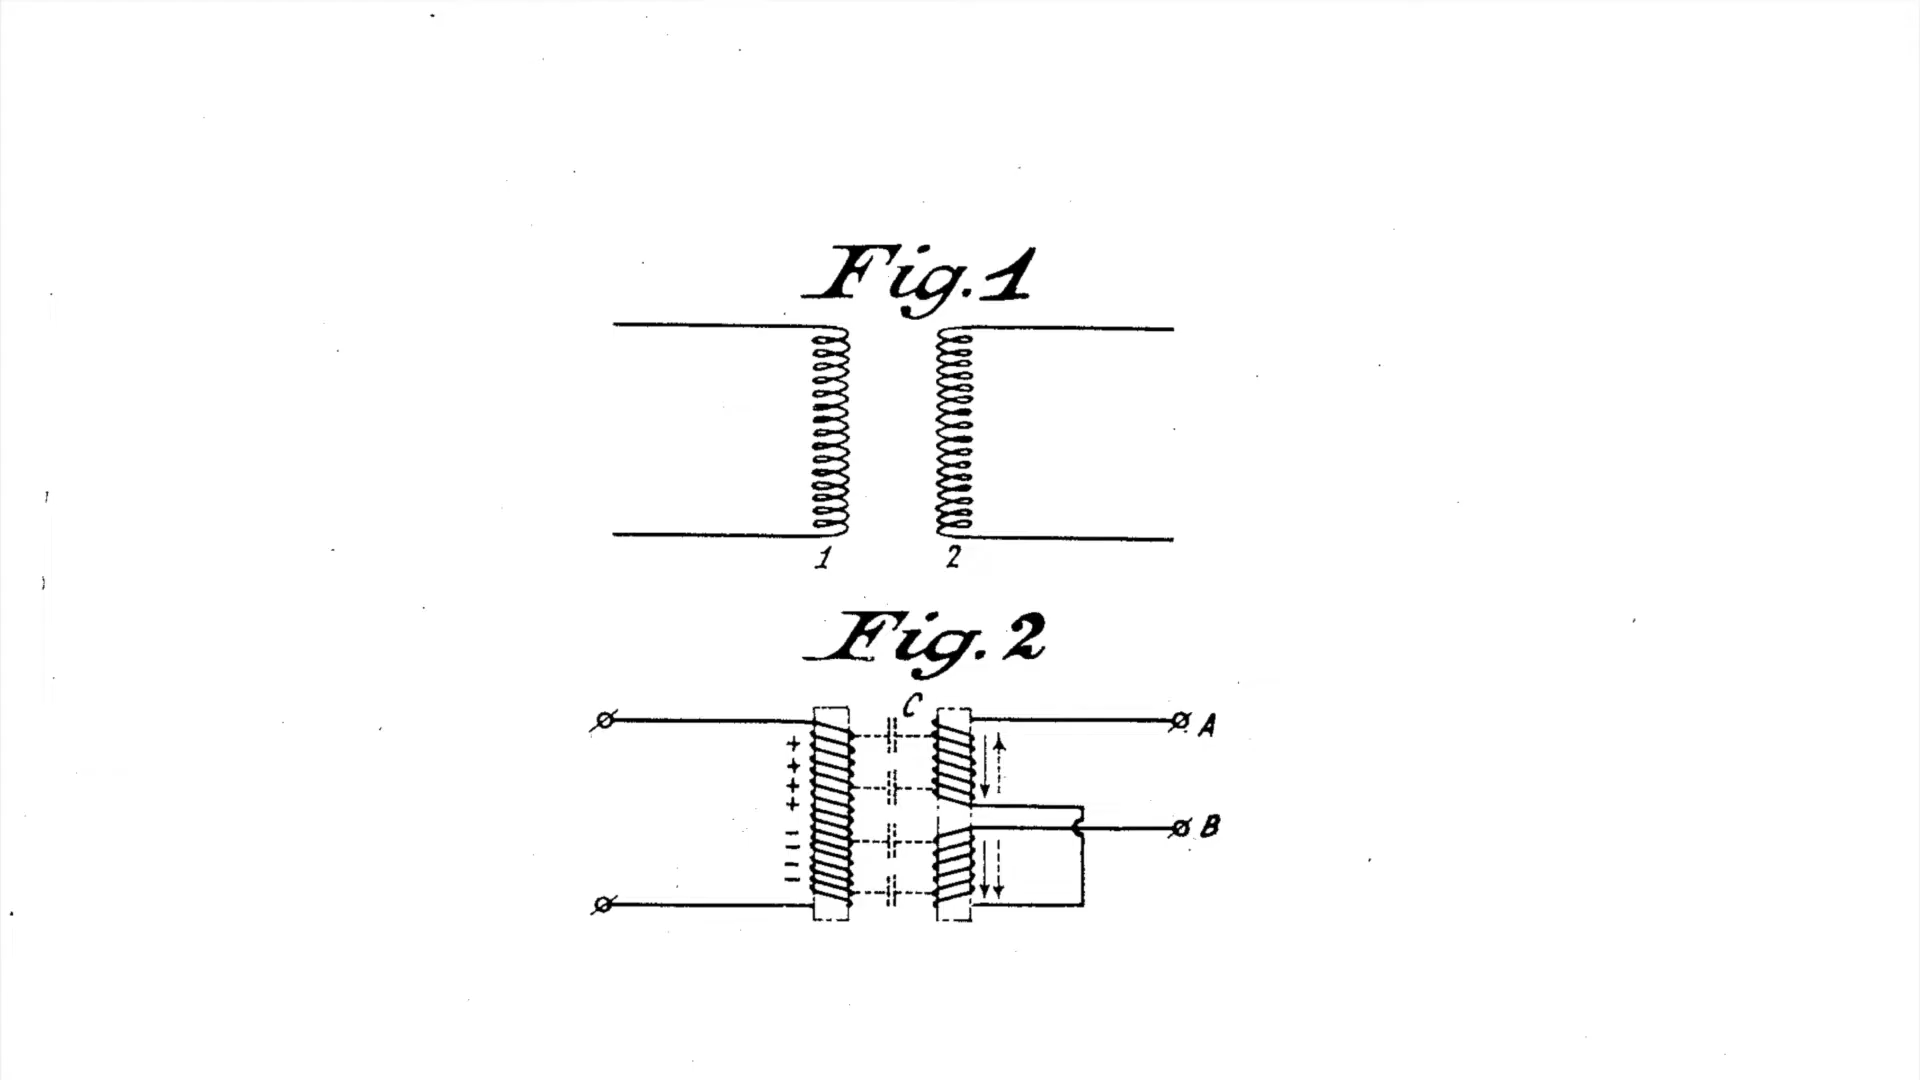 Fig. 1
1 2
Fig. 2
C
A
+
+
+
+
B
-
-
-
-